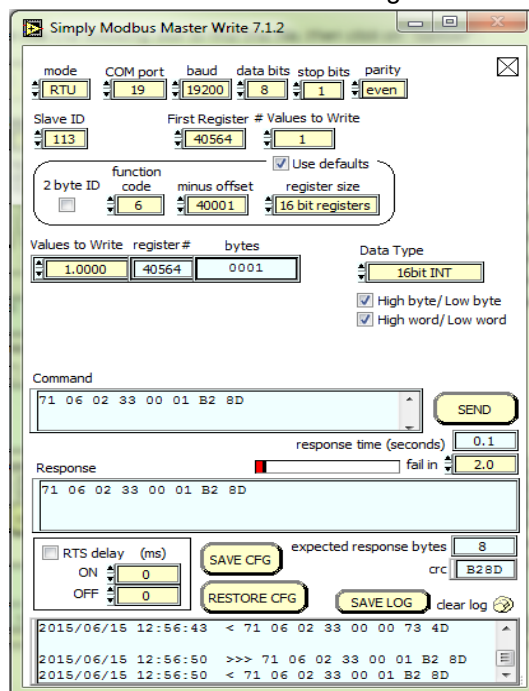 Simply Modbus Master Write 7.1.2
mode COM port baud data bits stop bits parity
RTU 19 19200 8 1 even
Slave ID First Register # Values to Write
113 40564 1
Use defaults
2 byte ID function code minus offset register size
6 40001 16 bit registers
Values to Write register # bytes Data Type
1.0000 40564 0001 16bit INT
High byte/Low byte
High word/Low word
Command
71 06 02 33 00 01 B2 8D
SEND
response time (seconds) 0.1
Response fail in 2.0
71 06 02 33 00 01 B2 8D
RTS delay (ms) SAVE CFG expected response bytes 8
ON 0 crc B28D
OFF 0 RESTORE CFG SAVE LOG clear log
2015/06/15 12:56:43 < 71 06 02 33 00 00 73 4D
2015/06/15 12:56:50 >>> 71 06 02 33 00 01 B2 8D
2015/06/15 12:56:50 < 71 06 02 33 00 01 B2 8D